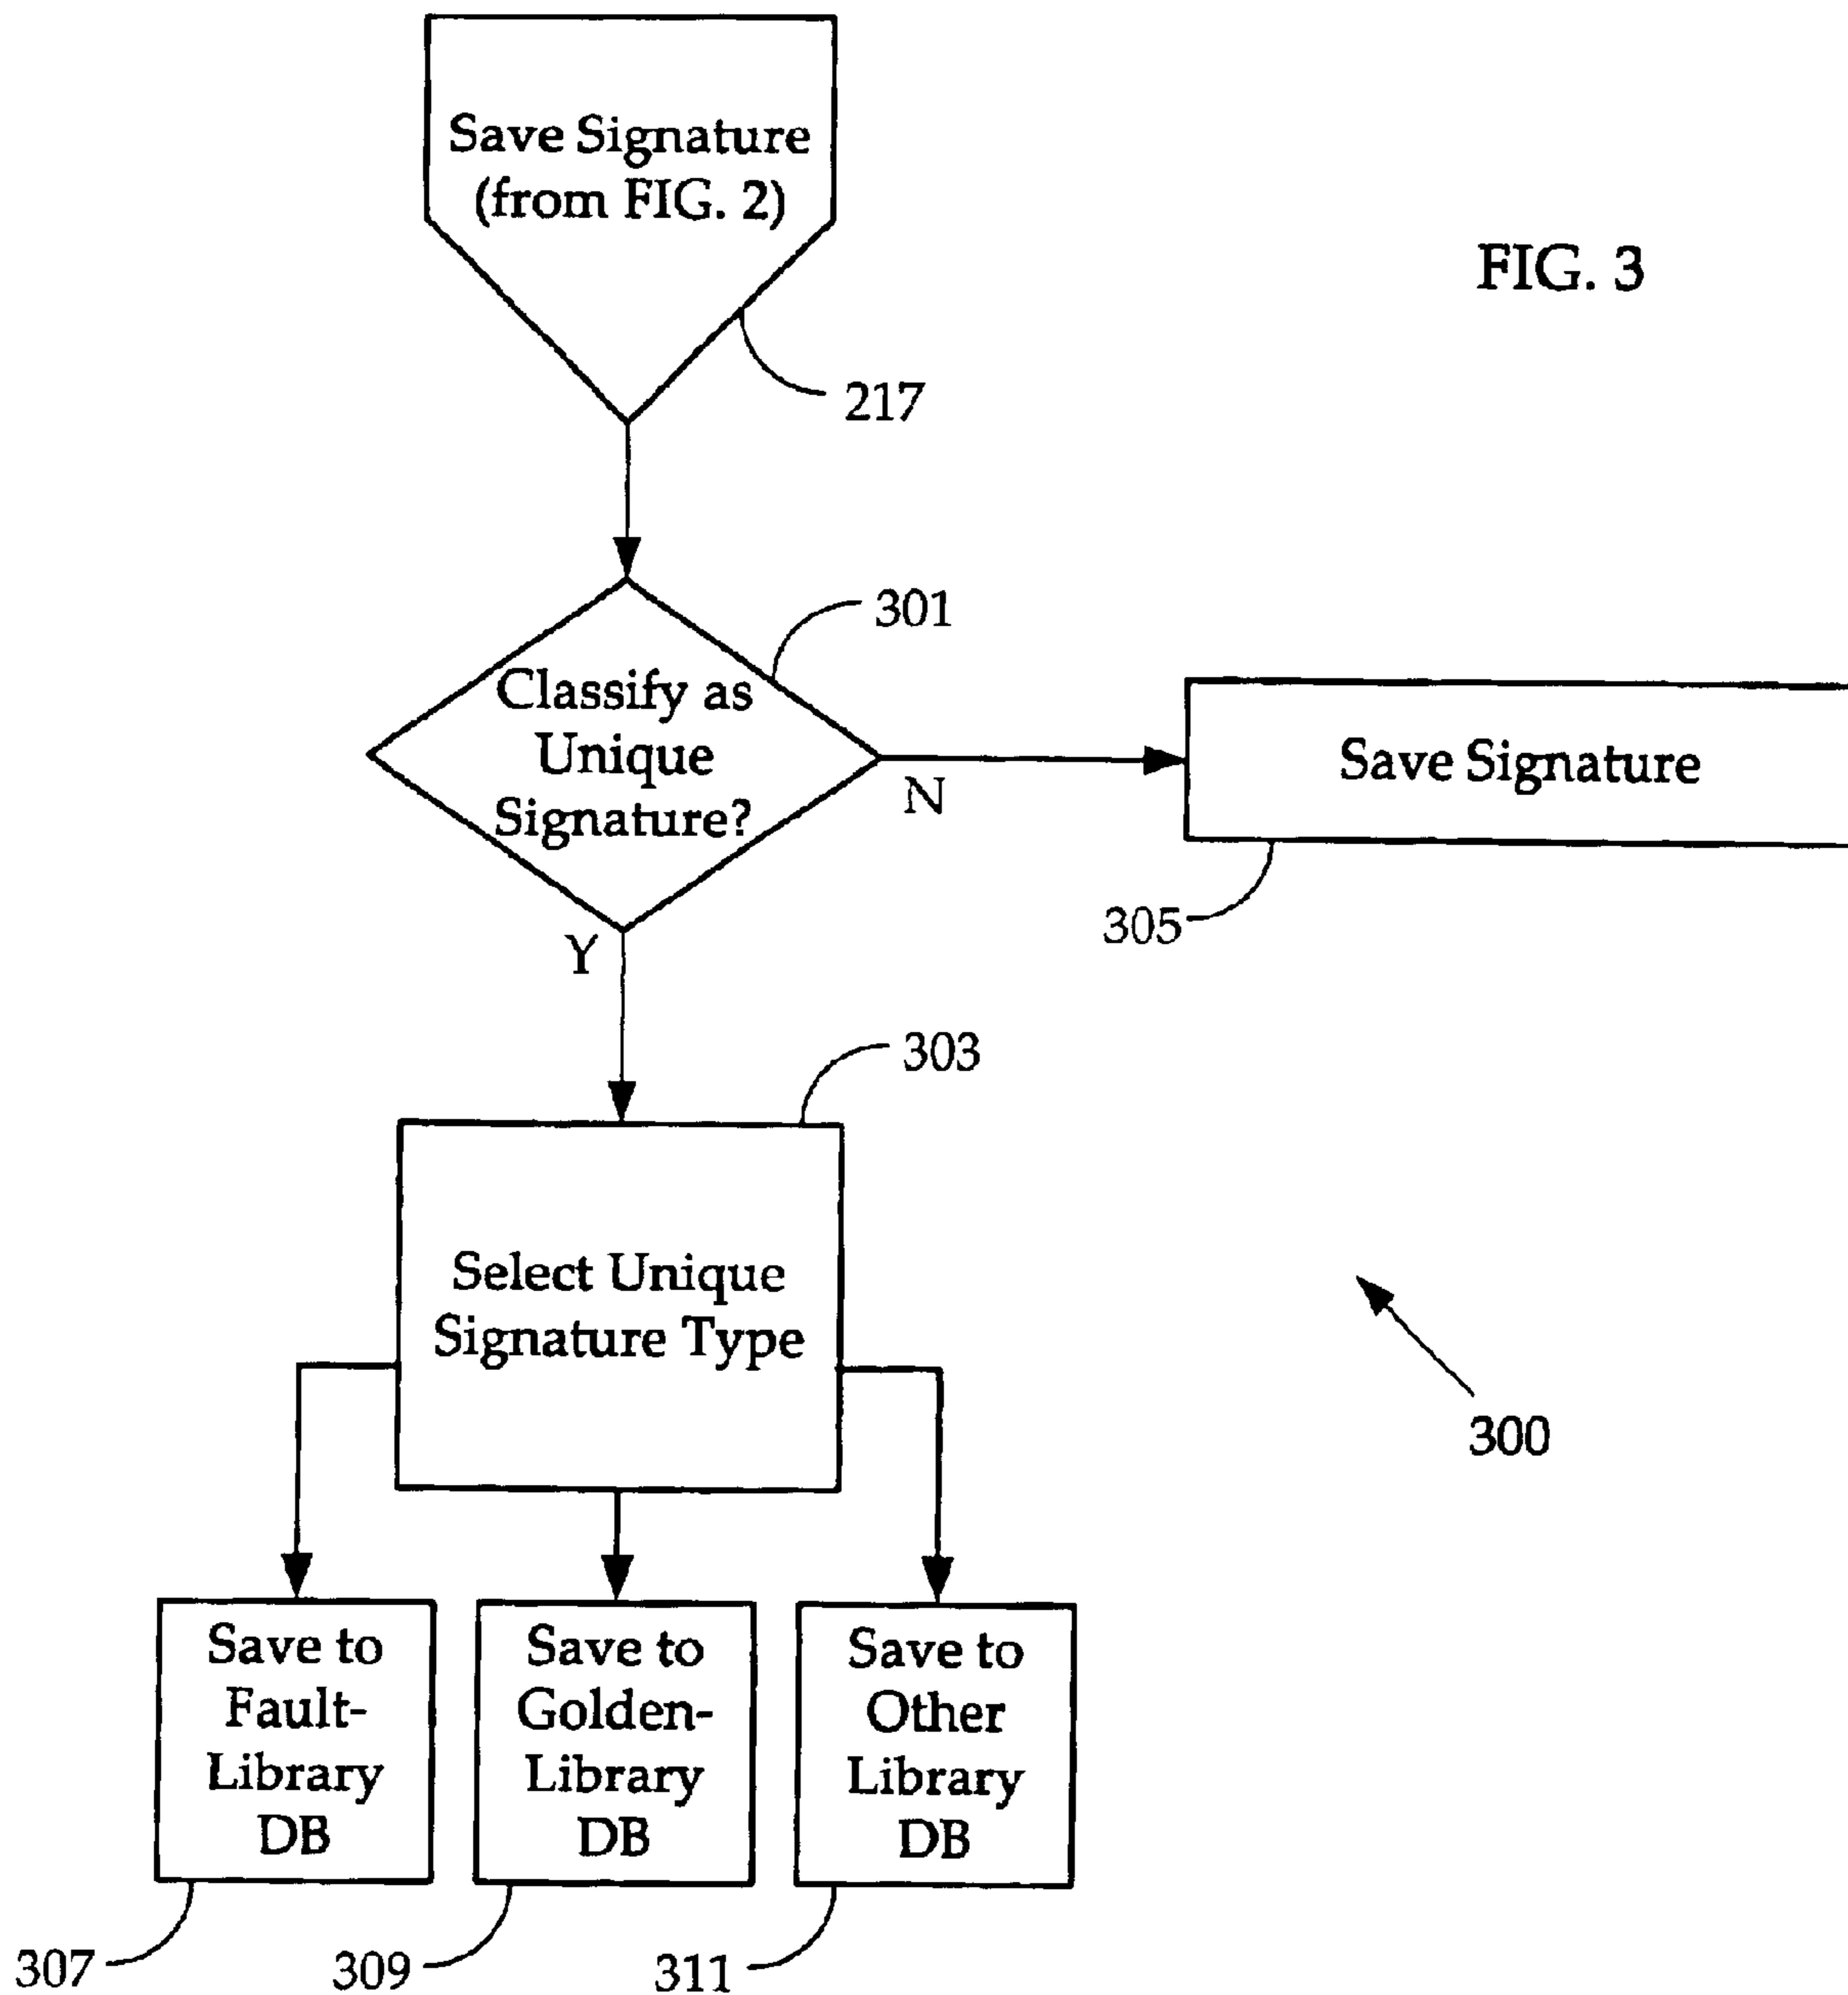 Save Signature
(from FIG. 2)
FIG. 3
217
301
Classify as
Unique
Signature?
N
Save Signature
305
Y
303
Select Unique
Signature Type
300
Save to
Fault-
Library
DB
Save to
Golden-
Library
DB
Save to
Other
Library
DB
307
309
311